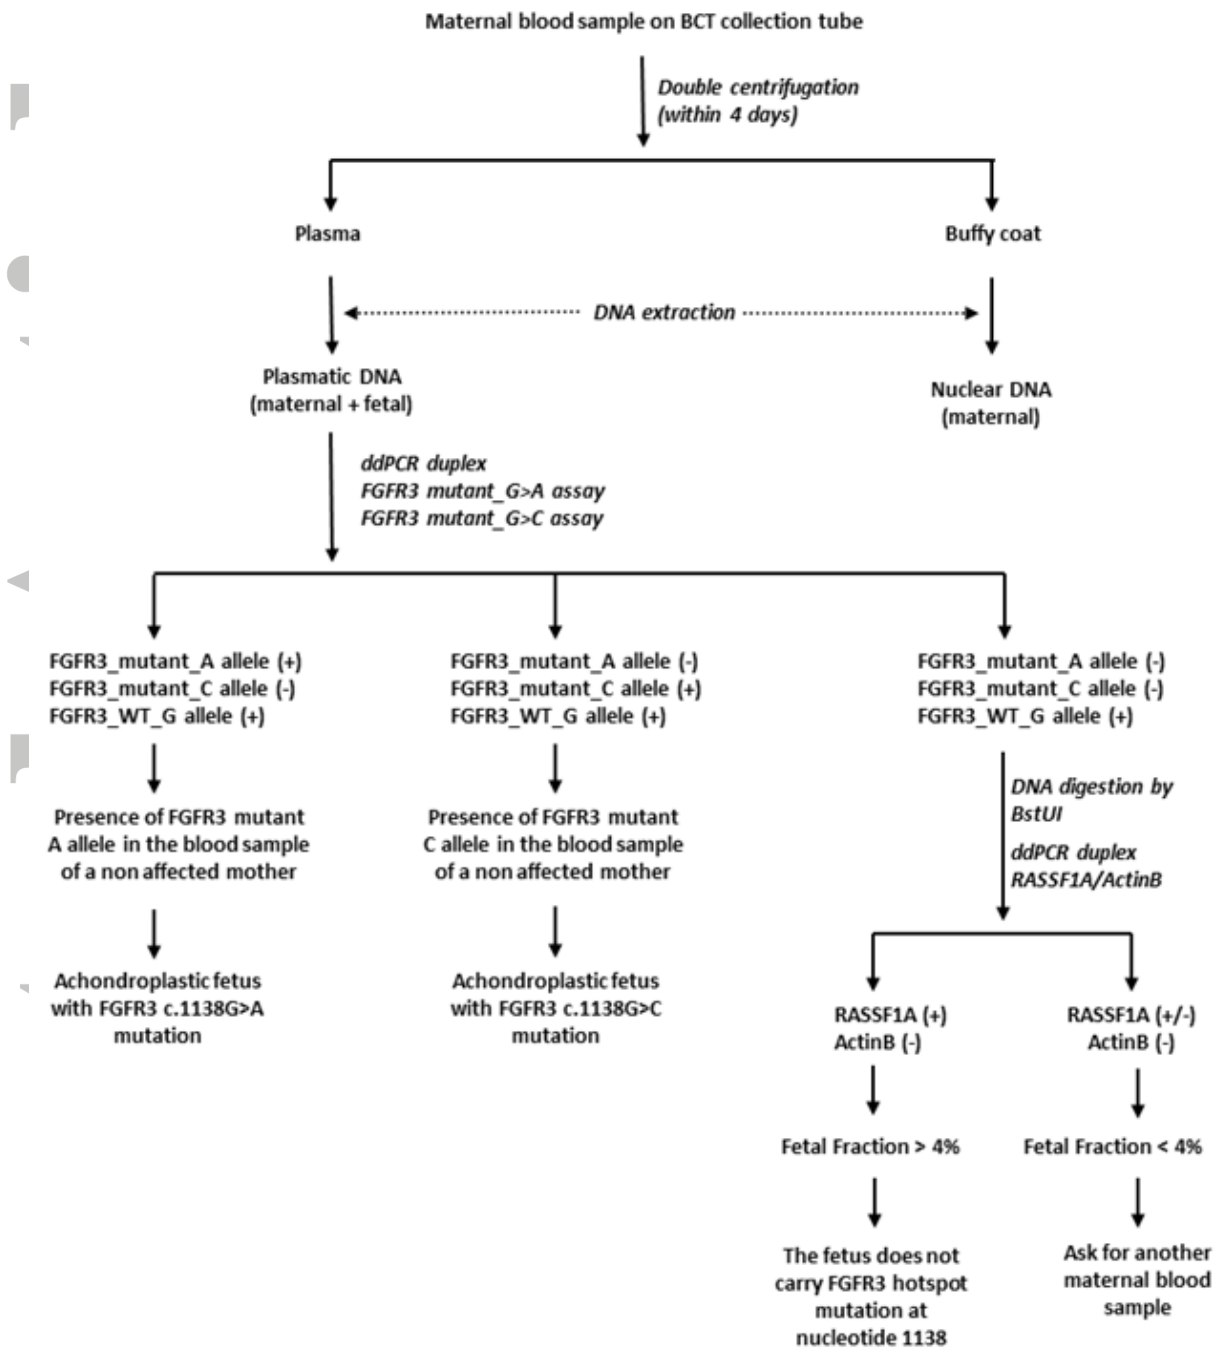 Maternal blood sample on BCT collection tube
Double centrifugation
(within 4 days)
Plasma
Buffy coat
DNA extraction
Plasmatic DNA
(maternal + fetal)
Nuclear DNA
(maternal)
ddPCR duplex
FGFR3 mutant_G>A assay
FGFR3 mutant_G>C assay
FGFR3_mutant_A allele (+)
FGFR3_mutant_C allele (-)
FGFR3_WT_G allele (+)
FGFR3_mutant_A allele (-)
FGFR3_mutant_C allele (+)
FGFR3_WT_G allele (+)
FGFR3_mutant_A allele (-)
FGFR3_mutant_C allele (-)
FGFR3_WT_G allele (+)
Presence of FGFR3 mutant
A allele in the blood sample
of a non affected mother
Presence of FGFR3 mutant
C allele in the blood sample
of a non affected mother
DNA digestion by
BstUI
ddPCR duplex
RASSF1A/ActinB
Achondroplastic fetus
with FGFR3 c.1138G>A
mutation
Achondroplastic fetus
with FGFR3 c.1138G>C
mutation
RASSF1A (+)
ActinB (-)
RASSF1A (+/-)
ActinB (-)
Fetal Fraction > 4%
Fetal Fraction < 4%
The fetus does not
carry FGFR3 hotspot
mutation at
nucleotide 1138
Ask for another
maternal blood
sample